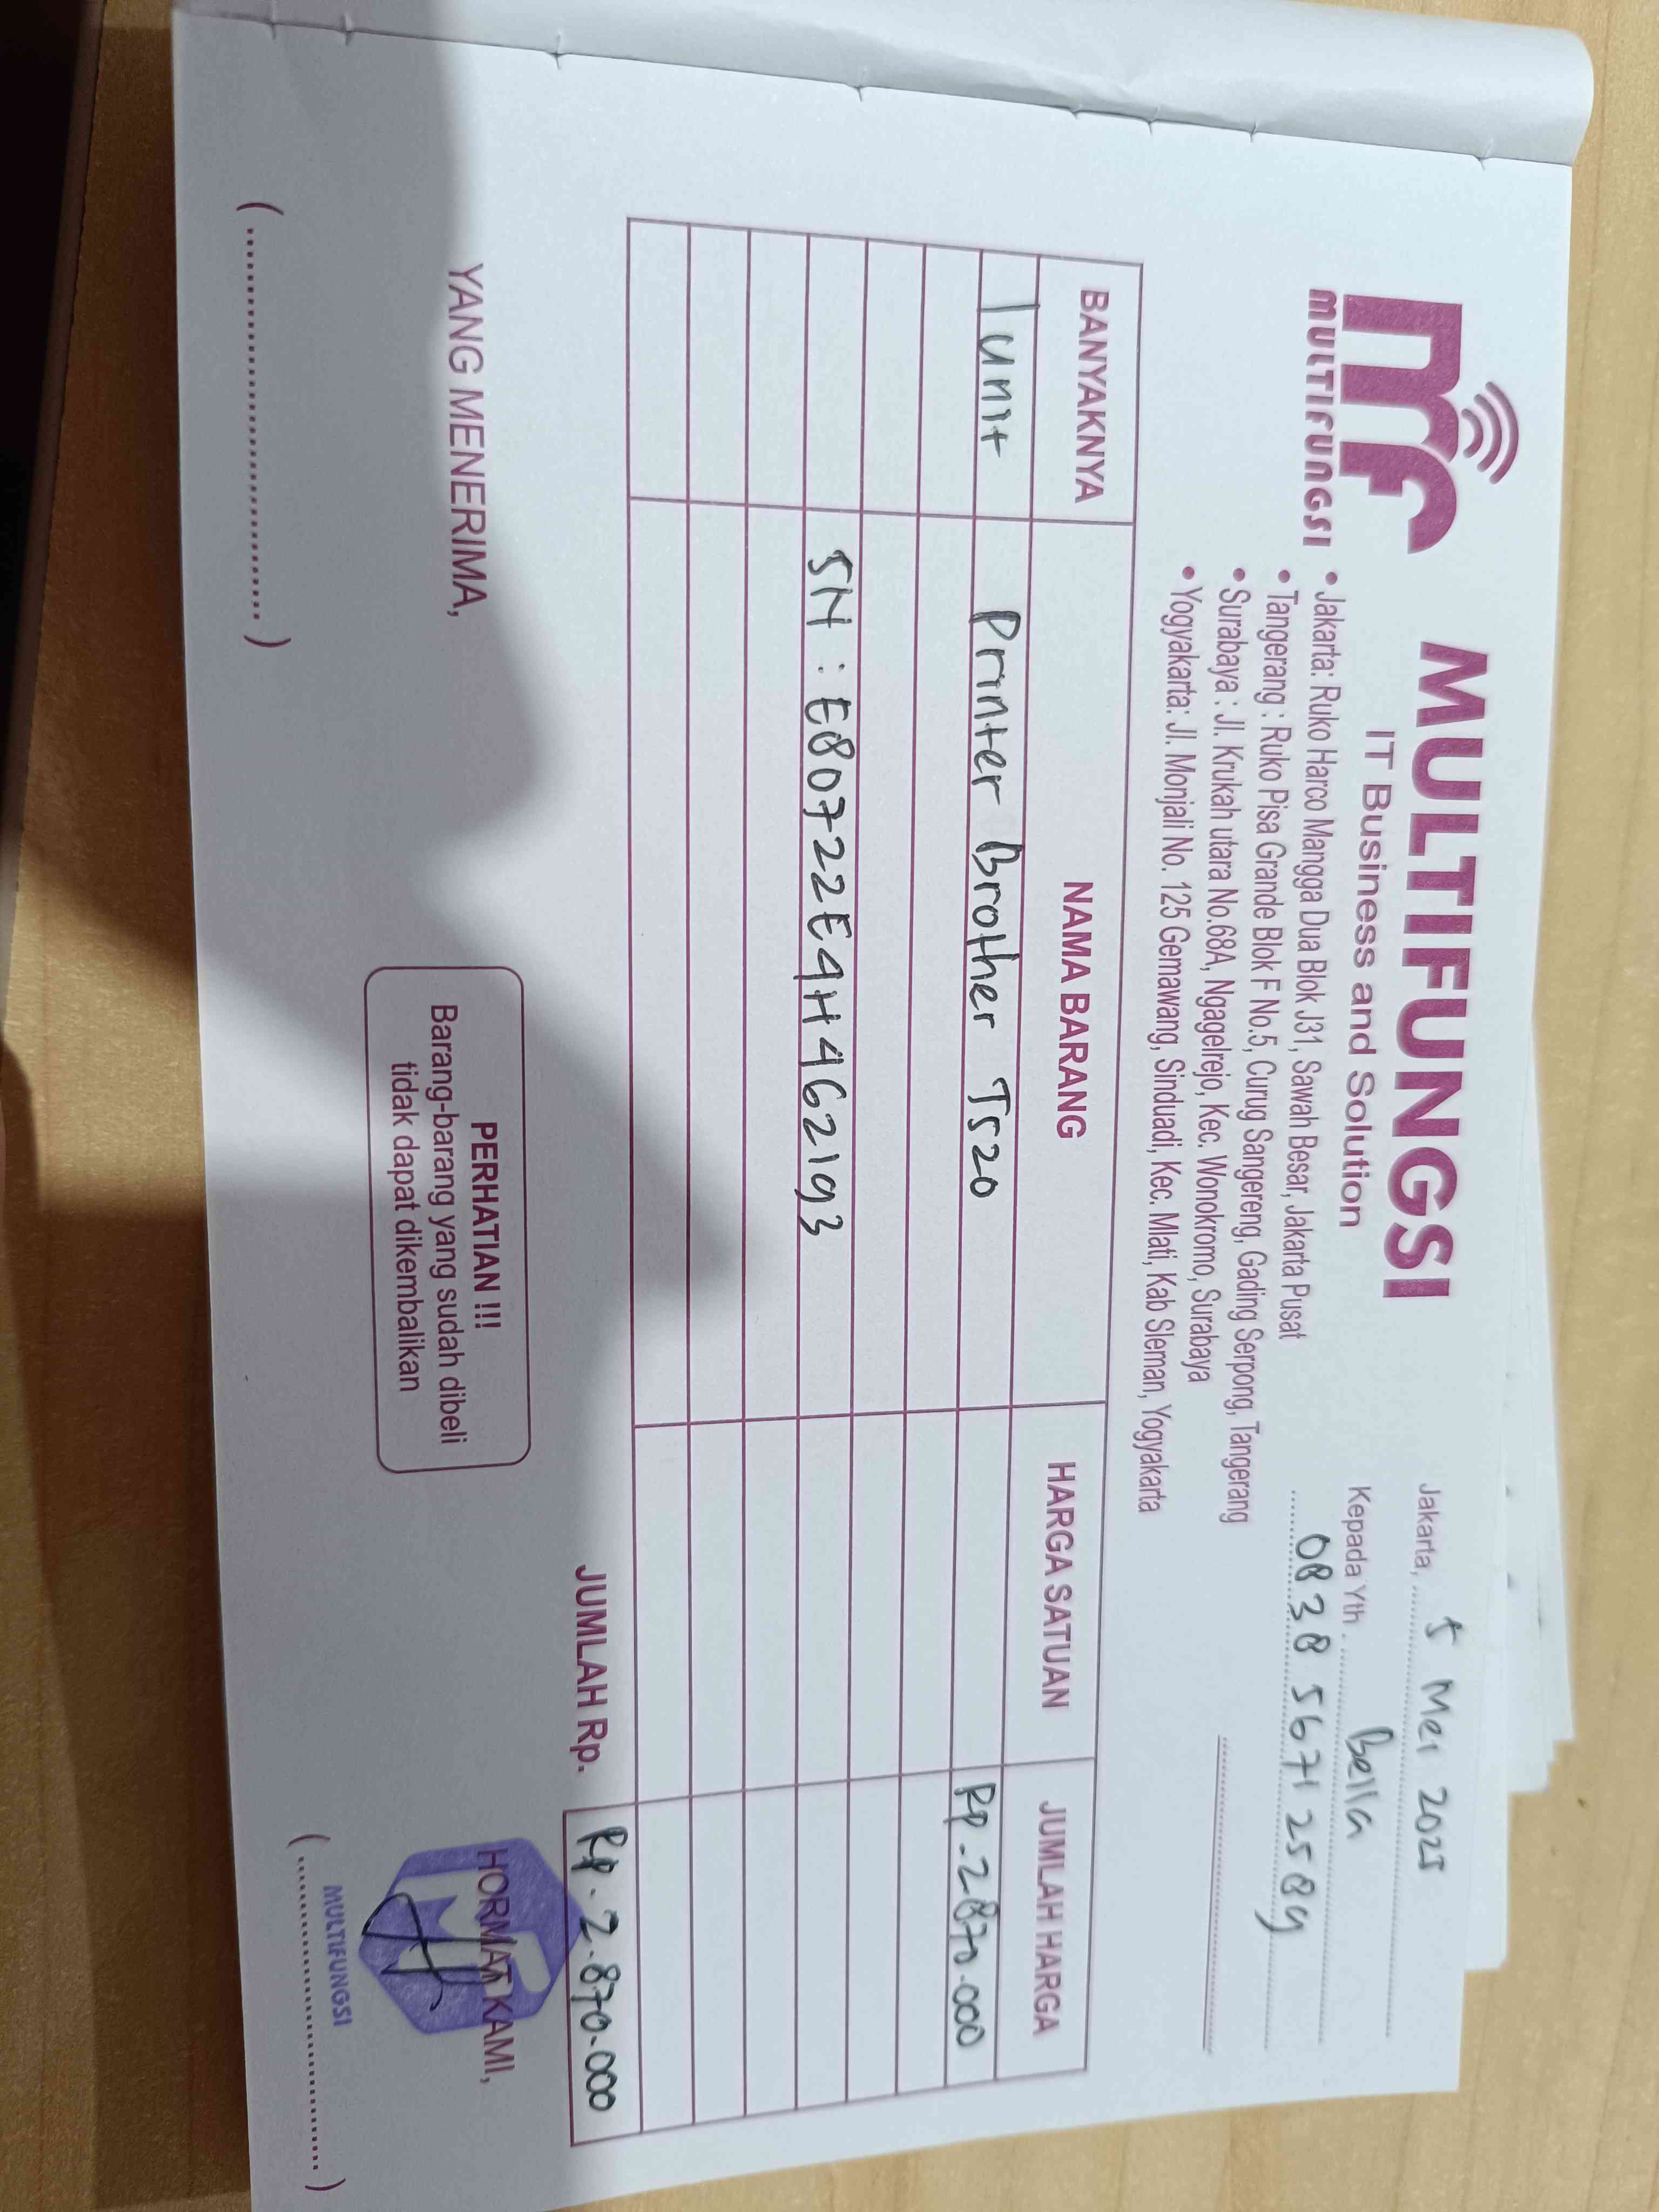 MULTIFUNGSI
MULTIFUNGSI
IT Business and Solution
• Jakarta: Ruko Harco Mangga Dua Blok J31, Sawah Besar, Jakarta Pusat
• Tangerang : Ruko Pisa Grande Blok F No.5, Curug Sangereng, Gading Serpong, Tangerang
• Surabaya : Jl. Krukah utara No.68A, Ngagelrejo, Kec. Wonokromo, Surabaya
• Yogyakarta: Jl. Monjali No. 125 Gemawang, Sinduadi, Kec. Mlati, Kab Sleman, Yogyakarta
Jakarta, 5 Mei 2025
Kepada Yth Bella
0838 5671 2589
BANYAKNYA NAMA BARANG HARGA SATUAN JUMLAH HARGA
1 unit Printer Brother T520 Rp. 2.870.000
SN : E80722E4H462193
JUMLAH Rp. Rp. 2.870.000
YANG MENERIMA,
PERHATIAN !!!
Barang-barang yang sudah dibeli
tidak dapat dikembalikan
HORMAT KAMI,
MULTIFUNGSI
(..............................) (..............................)